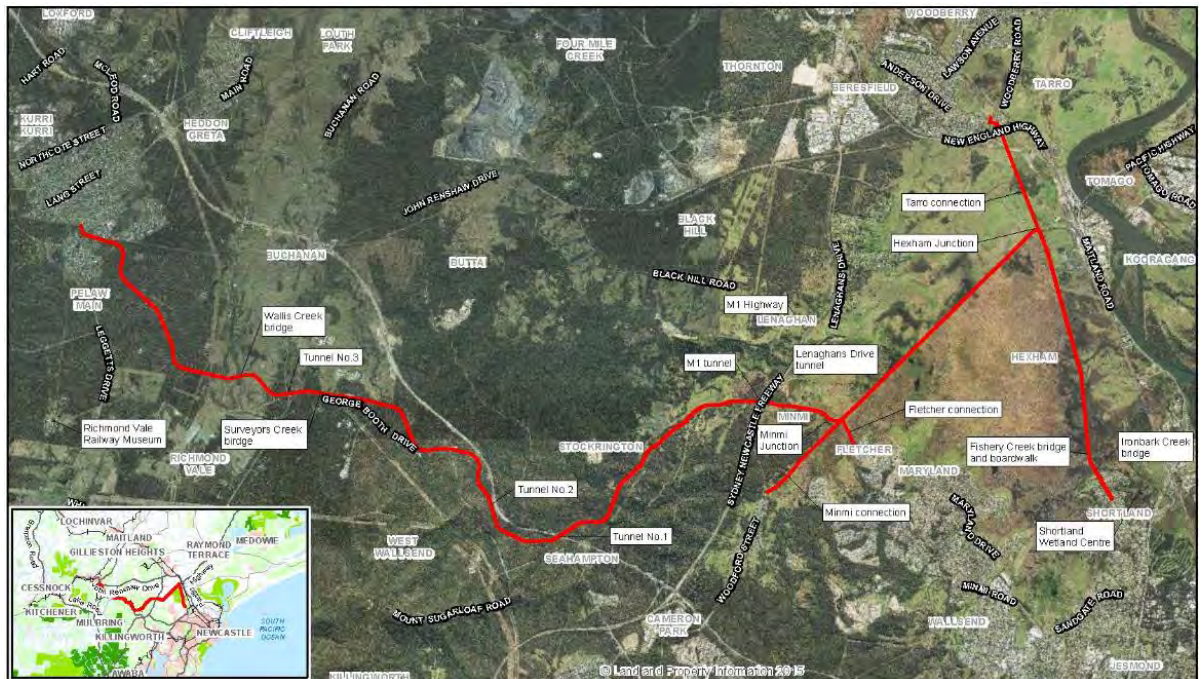 LOXFORD
CLIFTLEIGH
LOUTH
PARK
FOUR MILE
CREEK
WOODBERRY
HART ROAD
MCLEOD ROAD
MAIN ROAD
BUCHANAN ROAD
THORNTON
ANDERSON DRIVE
LAWSON AVENUE
WOODBERRY ROAD
TARRO
BERESFIELD
KURRI
KURRI
HEDDON
GRETA
NORTHCOTE STREET
LANG STREET
NEW ENGLAND HIGHWAY
PACIFIC HIGHWAY
TOMAGO
TOMAGO ROAD
JOHN RENSHAW DRIVE
Tarro connection
BLACK
HILL
Hexham Junction
BUCHANAN
BUTTAI
KOORAGANG
MAITLAND ROAD
BLACK HILL ROAD
LENAGHANS DRIVE
PELAW
MAIN
Wallis Creek
bridge
M1 Highway
LENAGHAN
LEGGETTS DRIVE
Tunnel No.3
M1 tunnel
Lenaghans Drive
tunnel
HEXHAM
GEORGE BOOTH DRIVE
SYDNEY NEWCASTLE FREEWAY
MINMI
Fletcher connection
Richmond Vale
Railway Museum
Surveyors Creek
birdge
RICHMOND
VALE
STOCKRINGTON
Minmi
Junction
FLETCHER
Fishery Creek bridge
and boardwalk
Ironbark Creek
bridge
MARYLAND
Tunnel No.2
Minmi connection
MARYLAND DRIVE
SHORTLAND
WEST
WALLSEND
Tunnel No.1
SEAHAMPTON
WOODFORD STREET
Shortland
Wetland Centre
MOUNT SUGARLOAF ROAD
CAMERON
PARK
MINMI ROAD
SANDGATE ROAD
WALLSEND
JESMOND
KILLINGWORTH
© Land and Property Information 2015
LOCHINVAR
MAITLAND
GILLIESTON HEIGHTS
RAYMOND
TERRACE
MEDOWIE
CESSNOCK
Renshaw Drive
KITCHENER
MULBRING
KILLINGWORTH
NEWCASTLE
SOUTH
PACIFIC
OCEAN
AWABA